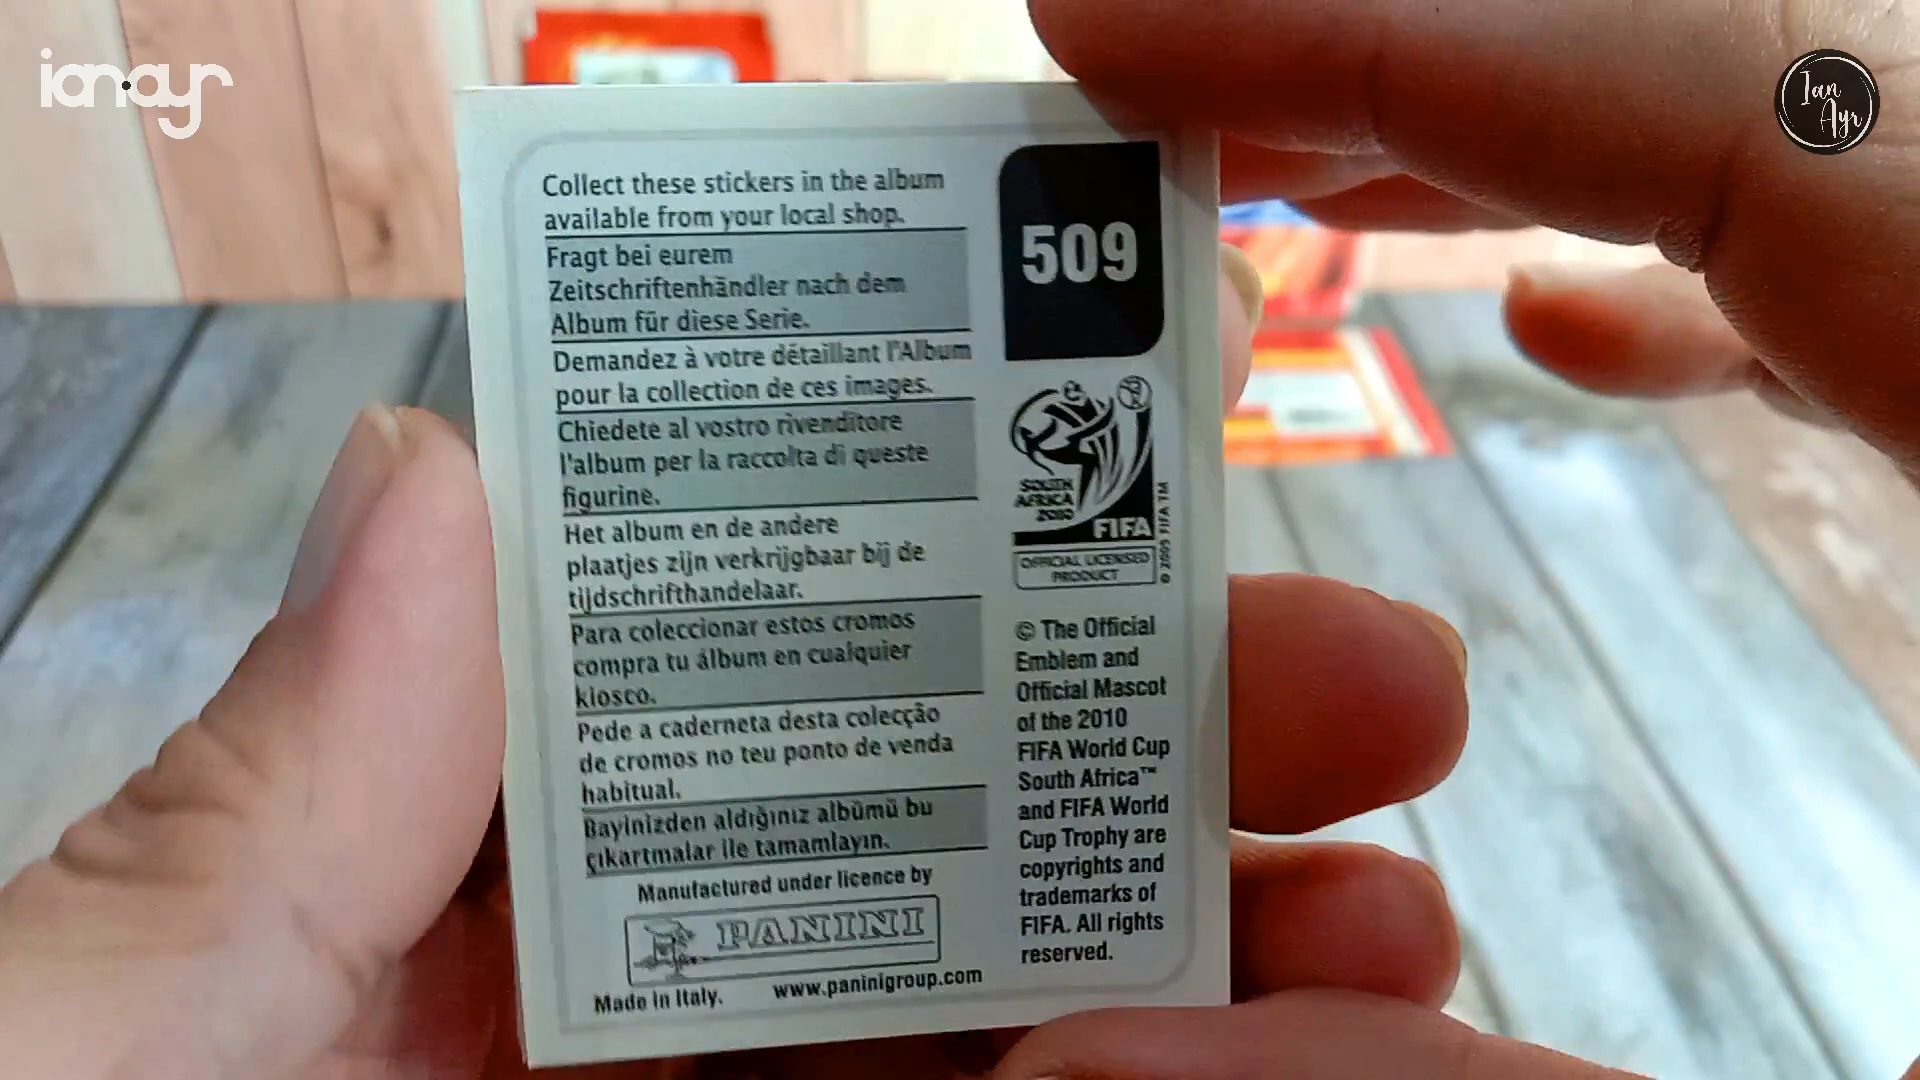 ian.ayr
Ian
Ayr
Collect these stickers in the album
available from your local shop.
Fragt bei eurem
Zeitschriftenhändler nach dem
Album für diese Serie.
Demandez à votre détaillant l'Album
pour la collection de ces images.
Chiedete al vostro rivenditore
l'album per la raccolta di queste
figurine.
Het album en de andere
plaatjes zijn verkrijgbaar bij de
tijdschrifthandelaar.
Para coleccionar estos cromos
compra tu álbum en cualquier
kiosco.
Pede a caderneta desta colecção
de cromos no teu ponto de venda
habitual.
Bayinizden aldığınız albümü bu
çıkartmalar ile tamamlayın.
Manufactured under licence by
PANINI
Made in Italy.
www.paninigroup.com
509
SOUTH
AFRICA
2010
FIFA
OFFICIAL LICENSED
PRODUCT
© 2005 FIFA TM
© The Official
Emblem and
Official Mascot
of the 2010
FIFA World Cup
South Africa™
and FIFA World
Cup Trophy are
copyrights and
trademarks of
FIFA. All rights
reserved.